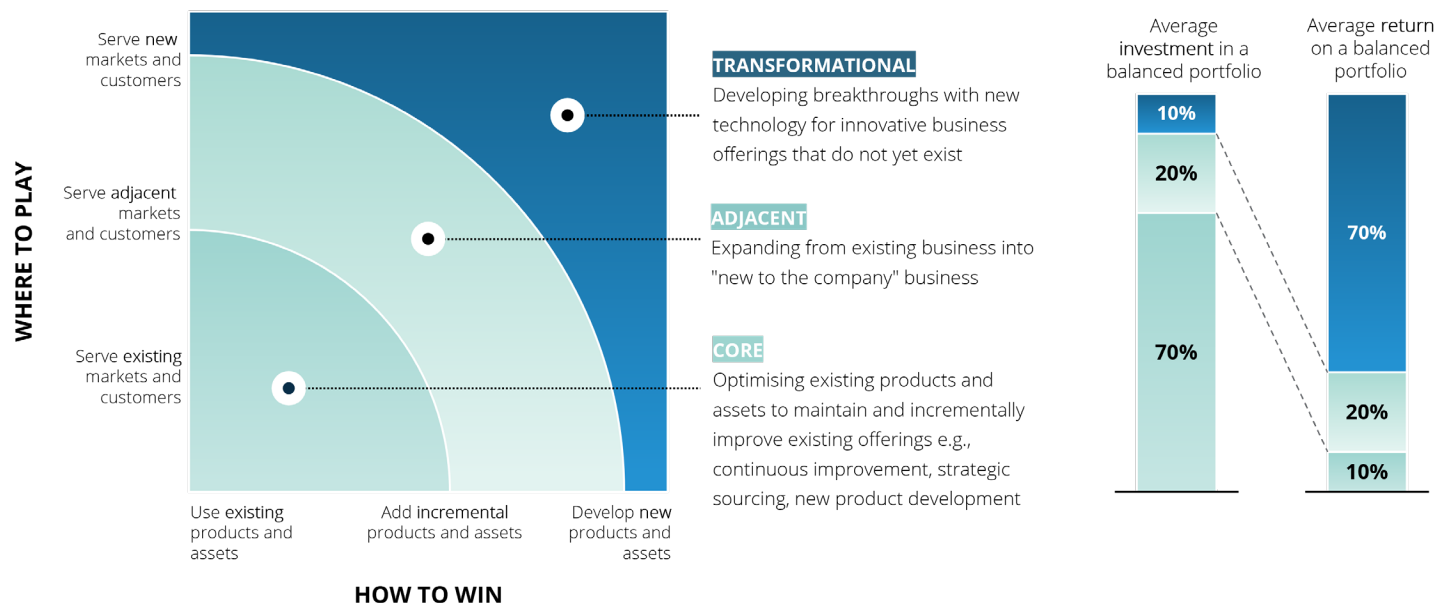 WHERE TO PLAY
Serve new
markets and
customers
Serve adjacent
markets
and customers
Serve existing
markets and
customers
Use existing
products and
assets
Add incremental
products and assets
Develop new
products and
assets
HOW TO WIN
TRANSFORMATIONAL
Developing breakthroughs with new
technology for innovative business
offerings that do not yet exist
ADJACENT
Expanding from existing business into
"new to the company" business
CORE
Optimising existing products and
assets to maintain and incrementally
improve existing offerings e.g.,
continuous improvement, strategic
sourcing, new product development
Average
investment in a
balanced portfolio
10%
20%
70%
Average return
on a balanced
portfolio
70%
20%
10%